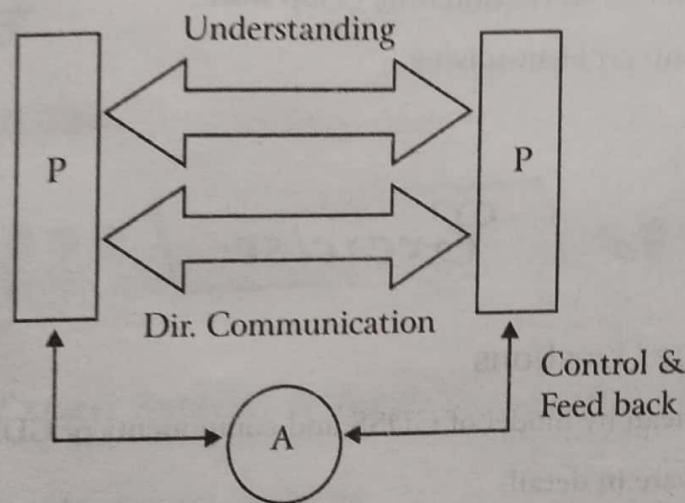 Understanding
P
P
Dir. Communication
Control &
Feed back
A